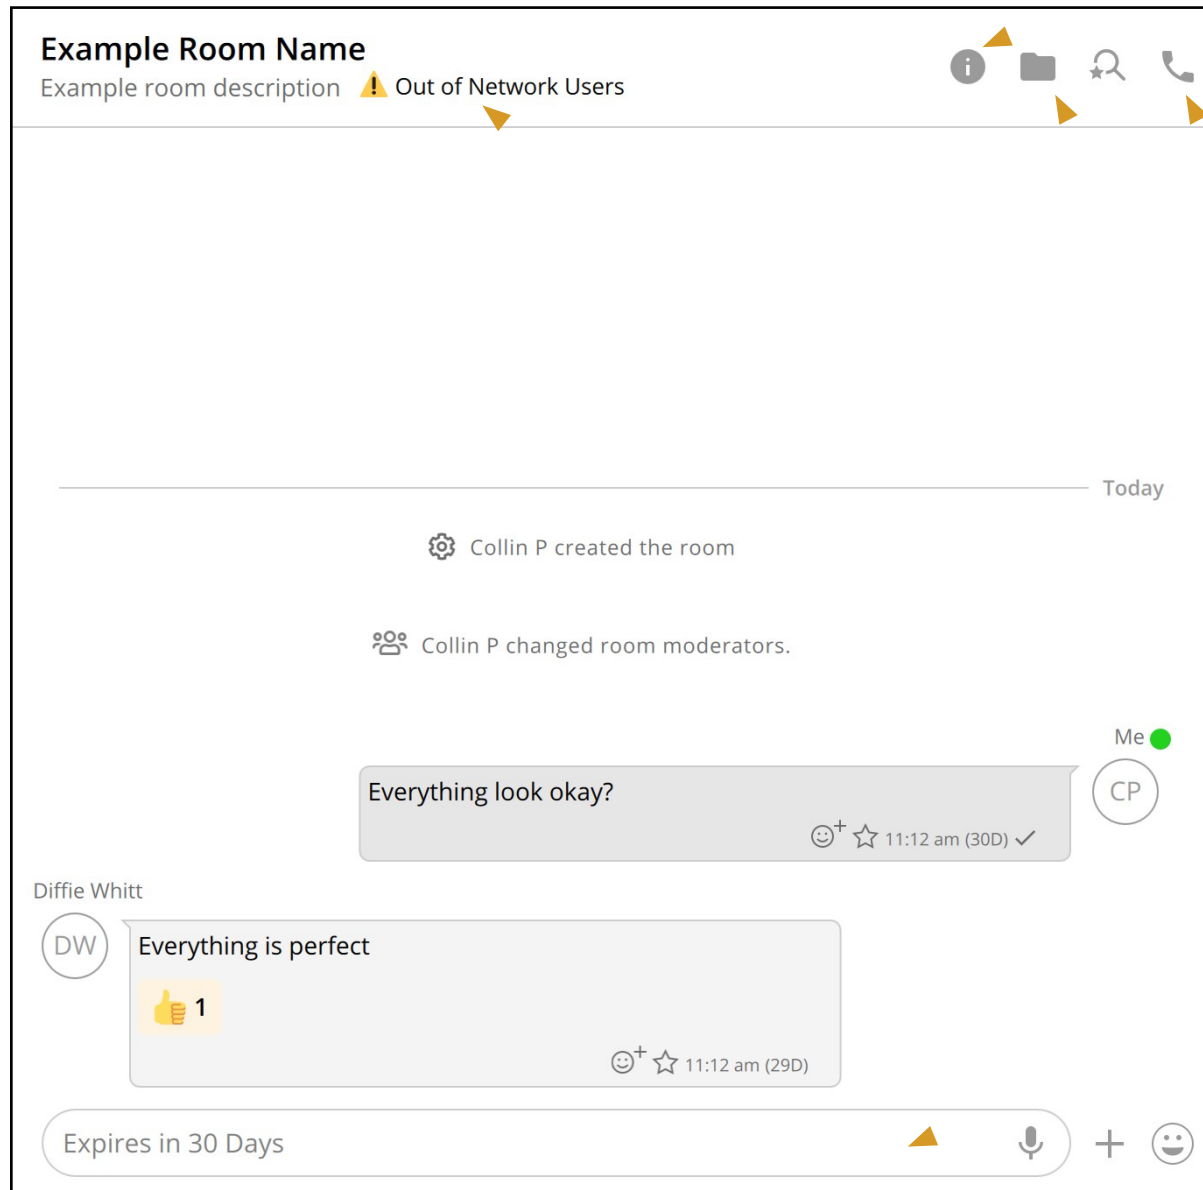 Example Room Name
Example room description Out of Network Users
Today
Collin P created the room
Collin P changed room moderators.
Me
CP
Everything look okay?
11:12 am (30D)
Diffie Whitt
DW
Everything is perfect
1
11:12 am (29D)
Expires in 30 Days